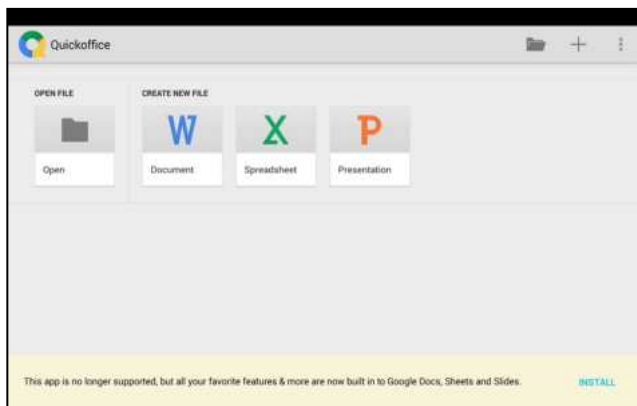 Quickoffice
OPEN FILE
CREATE NEW FILE
W
X
P
Open
Document
Spreadsheet
Presentation
This app is no longer supported, but all your favorite features & more are now built in to Google Docs, Sheets and Slides.
INSTALL